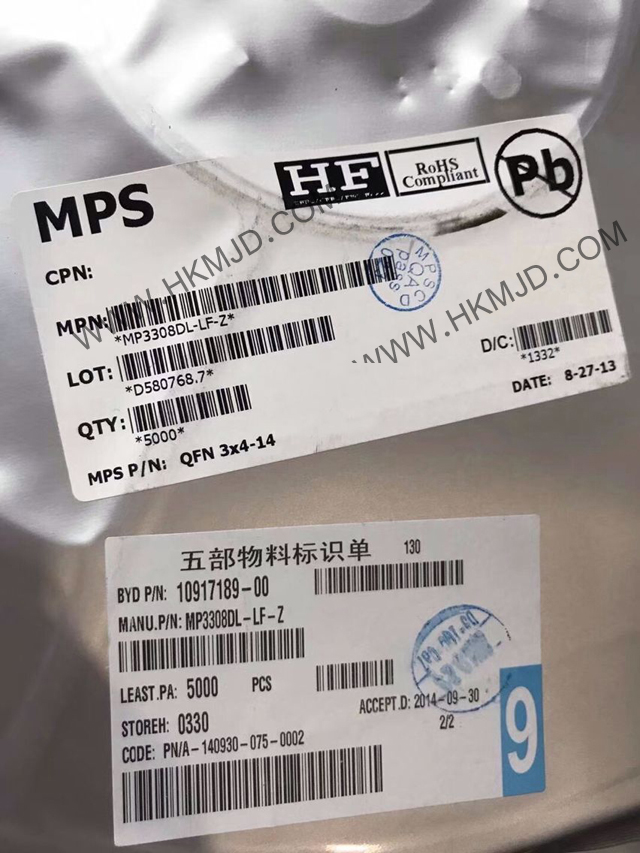 MPS
HF
RoHS
Compliant
Pb
CPN:
MPN:
*MP3308DL-LF-Z*
MPSCD
QA
Pass
LOT:
*D580768.7*
D/C:
*1332*
QTY:
*5000*
DATE: 8-27-13
MPS P/N: QFN 3x4-14
WWW.HKMJD.COM
WWW.HKMJD.COM
五部物料标识单 130
BYD P/N: 10917189-00
MANU.P/N: MP3308DL-LF-Z
LEAST.PA: 5000 PCS
ACCEPT.D: 2014-09-30
STOREH: 0330
2/2
CODE: PN/A-140930-075-0002
9